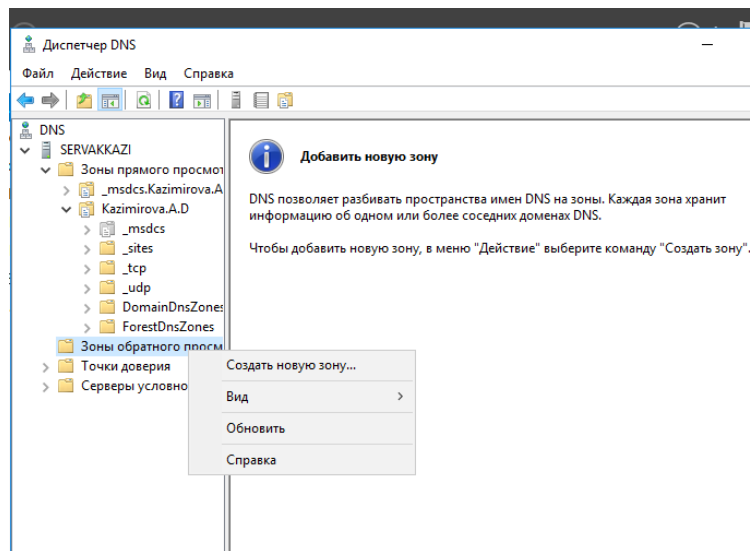 Диспетчер DNS
Файл Действие Вид Справка
DNS
SERVAKKAZI
Зоны прямого просмот
_msdcs.Kazimirova.A
Kazimirova.A.D
_msdcs
_sites
_tcp
_udp
DomainDnsZones
ForestDnsZones
Зоны обратного просм
Точки доверия
Серверы условно
Добавить новую зону
DNS позволяет разбивать пространства имен DNS на зоны. Каждая зона хранит
информацию об одном или более соседних доменах DNS.
Чтобы добавить новую зону, в меню "Действие" выберите команду "Создать зону".
Создать новую зону...
Вид
Обновить
Справка